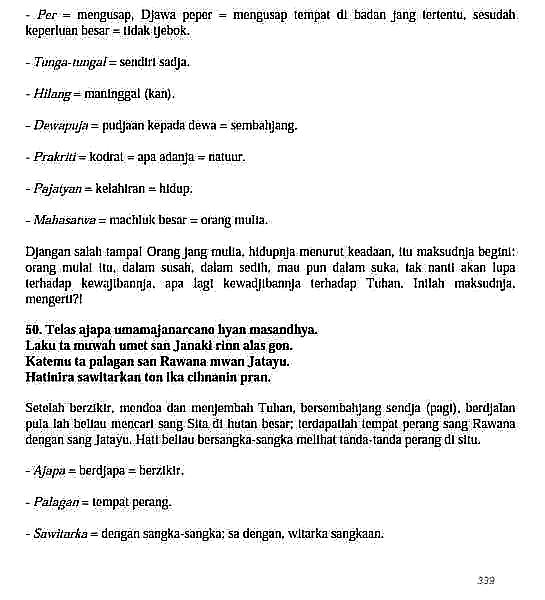 - Per = mengusap, Djawa peper = mengusap tempat di badan jang tertentu, sesudah
keperluan besar = tidak tjebok.
- Tunga-tungal = sendiri sadja.
- Hilang = maninggal (kan).
- Dewapuja = pudjaan kepada dewa = sembahjang.
- Prakriti = kodrat = apa adanja = natuur.
- Pajatyan = kelahiran = hidup.
- Mahasatwa = machluk besar = orang mulia.
Djangan salah tampa! Orang jang mulia, hidupnja menurut keadaan, itu maksudnja begini:
orang mulai itu, dalam susah, dalam sedih, mau pun dalam suka, tak nanti akan lupa
terhadap kewajibannja, apa lagi kewadjibannja terhadap Tuhan. Inilah maksudnja,
mengerti?!
50. Telas ajapa umamajanarcano hyan masandhya.
Laku ta muwah umet san Janaki rinn alas gon.
Katemu ta palagan san Rawana mwan Jatayu.
Hatinira sawitarkan ton ika cihnanin pran.
Setelah berzikir, mendoa dan menjembah Tuhan, bersembahjang sendja (pagi), berdjalan
pula lah beliau mencari sang Sita di hutan besar; terdapatlah tempat perang sang Rawana
dengan sang Jatayu. Hati beliau bersangka-sangka melihat tanda-tanda perang di situ.
- Ajapa = berdjapa = berzikir.
- Palagan = tempat perang.
- Sawitarka = dengan sangka-sangka; sa dengan, witarka sangkaan.
339